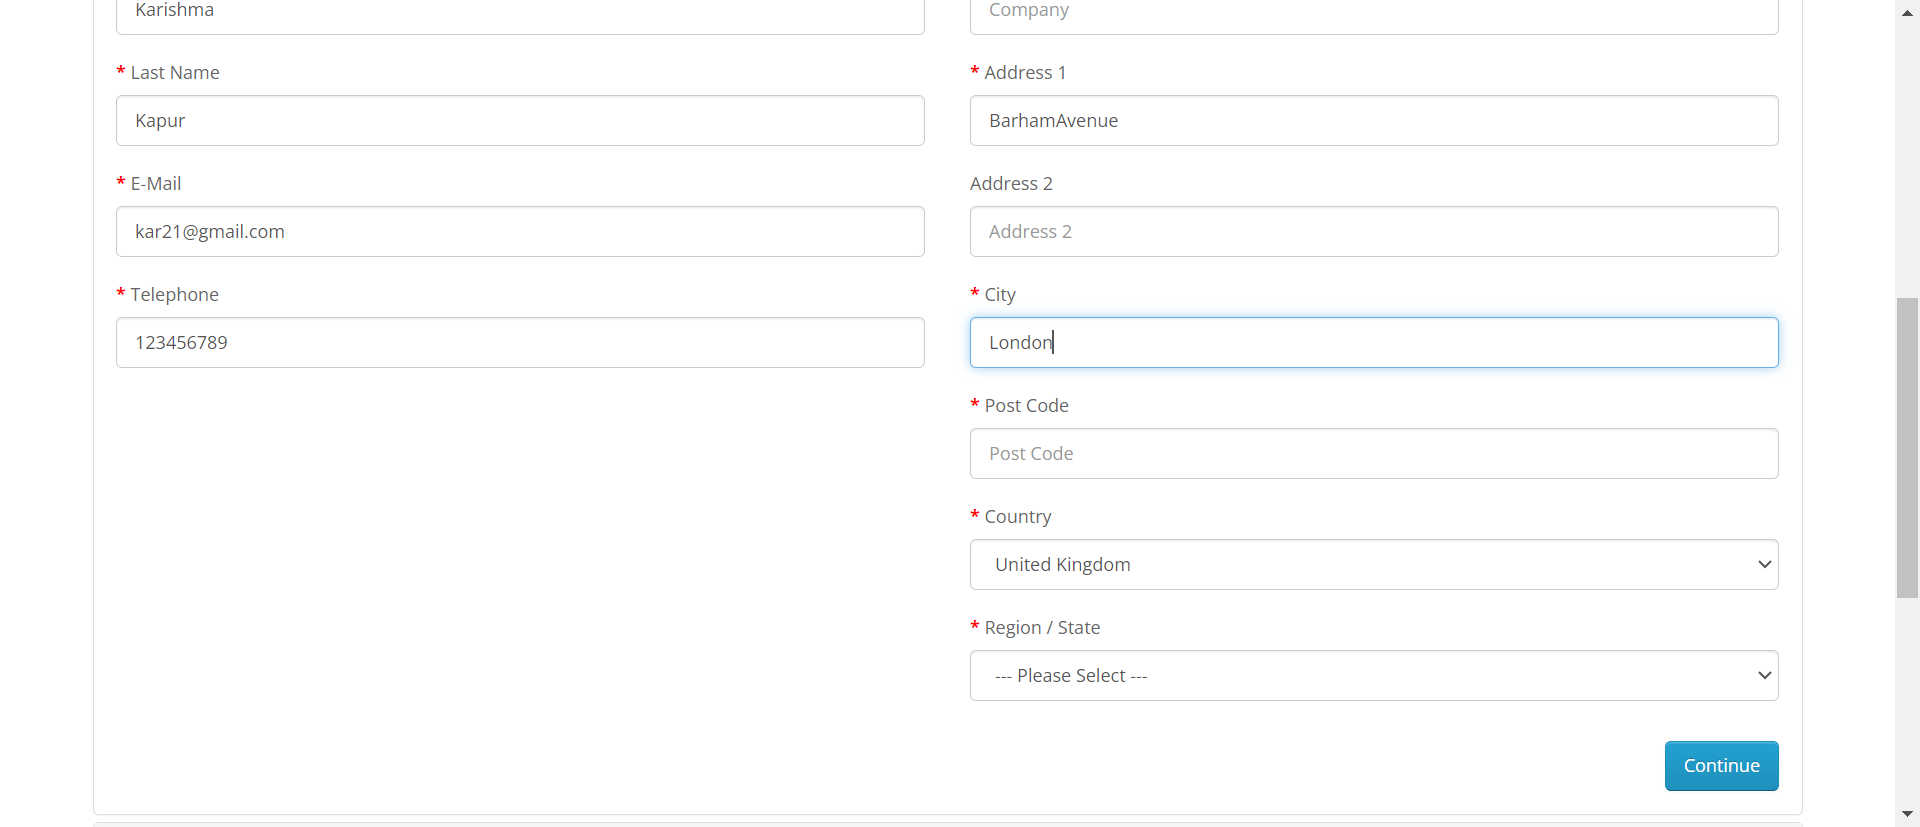 Karishma
* Last Name
Kapur
* E-Mail
kar21@gmail.com
* Telephone
123456789
Company
* Address 1
BarhamAvenue
Address 2
Address 2
* City
London
* Post Code
Post Code
* Country
United Kingdom
* Region / State
--- Please Select ---
Continue